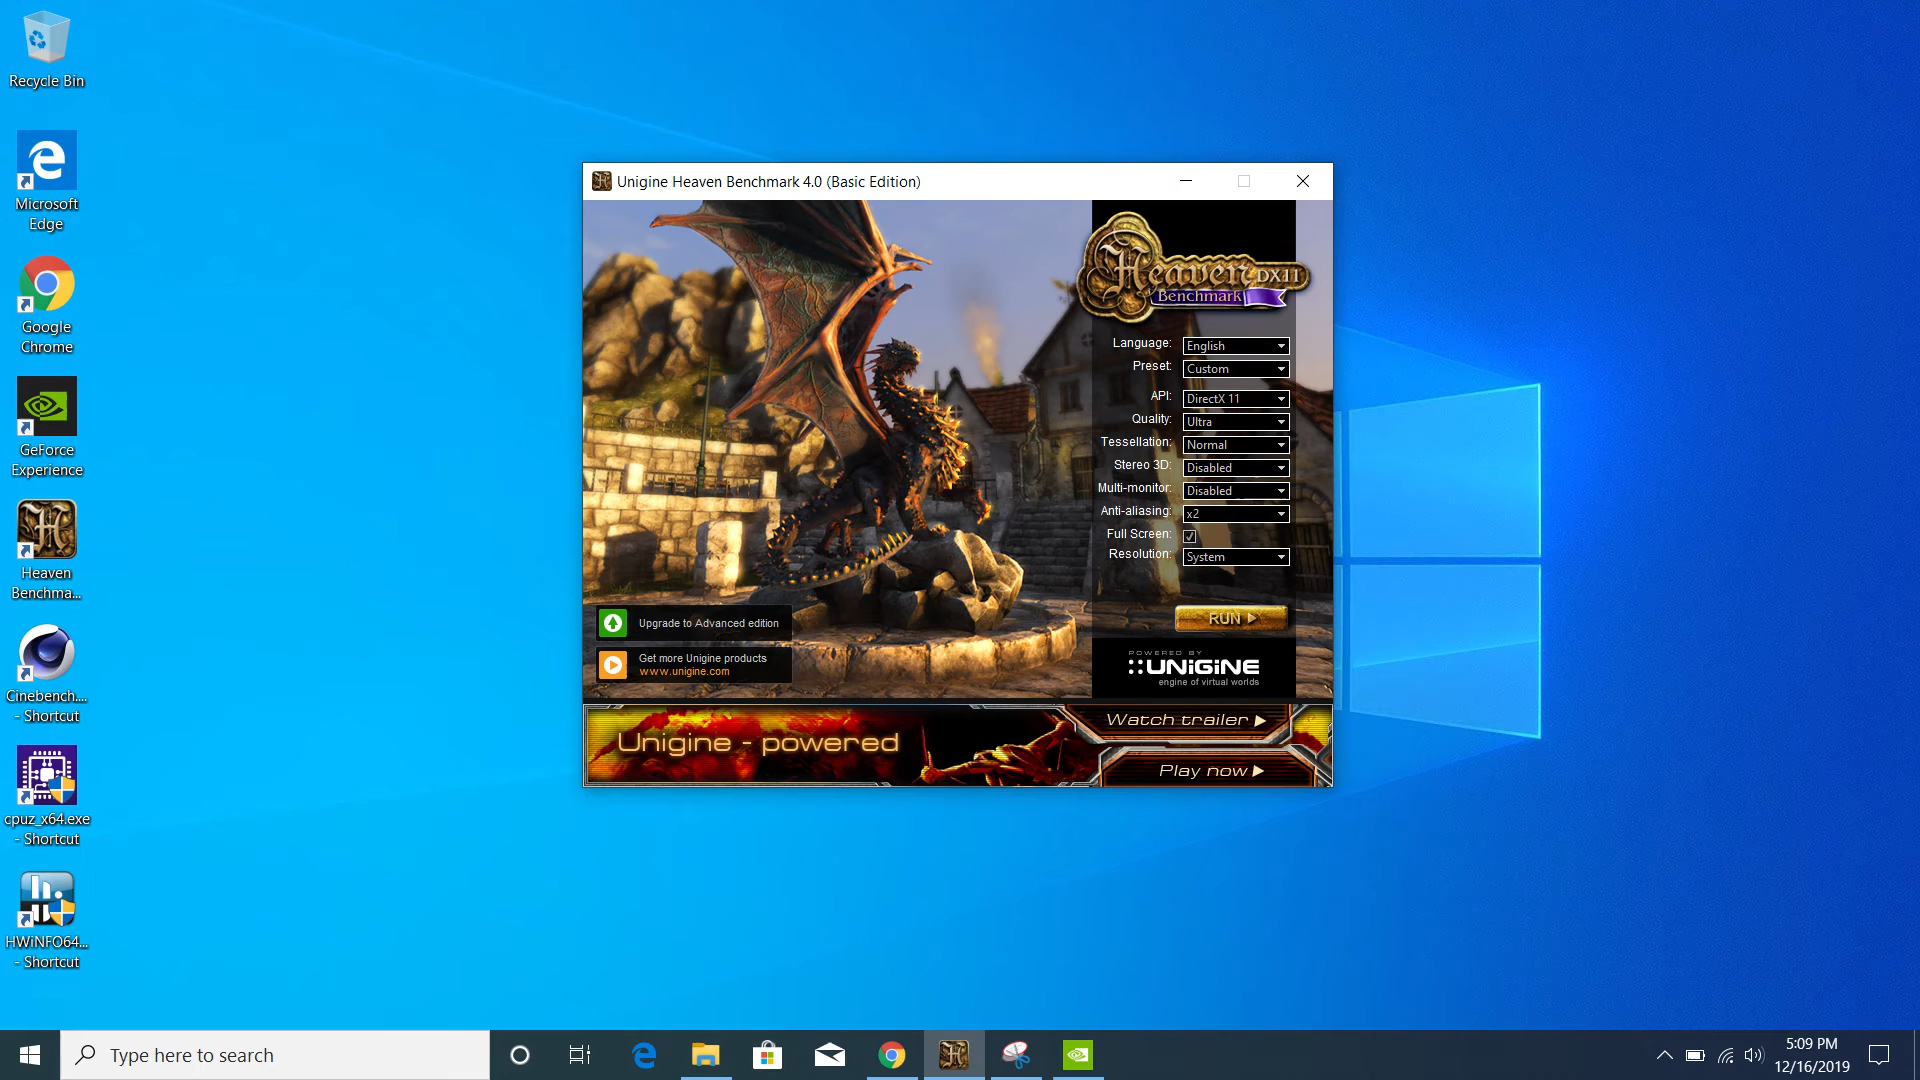 Recycle Bin
Microsoft
Edge
Google
Chrome
GeForce
Experience
Heaven
Benchma...
Cinebench....
- Shortcut
cpuz_x64.exe
- Shortcut
HWiNFO64...
- Shortcut
Unigine Heaven Benchmark 4.0 (Basic Edition)
Heaven DX11
Benchmark
Language: English
Preset: Custom
API: DirectX 11
Quality: Ultra
Tessellation: Normal
Stereo 3D: Disabled
Multi-monitor: Disabled
Anti-aliasing: x2
Full Screen:
Resolution: System
RUN
Upgrade to Advanced edition
Get more Unigine products
www.unigine.com
POWERED BY
UNiGiNE
engine of virtual worlds
Unigine - powered
Watch trailer
Play now
Type here to search
5:09 PM
12/16/2019